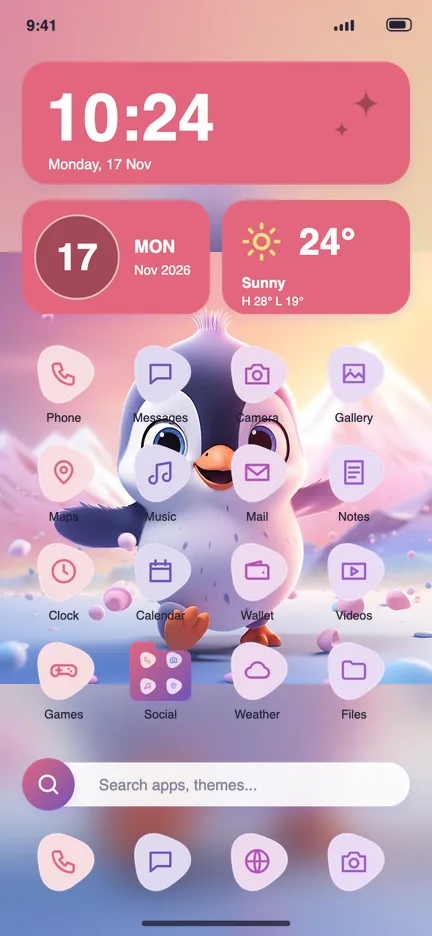 9:41
10:24
Monday, 17 Nov
17
MON
Nov 2026
24°
Sunny
H 28° L 19°
Phone
Messages
Camera
Gallery
Maps
Music
Mail
Notes
Clock
Calendar
Wallet
Videos
Games
Social
Weather
Files
Search apps, themes...